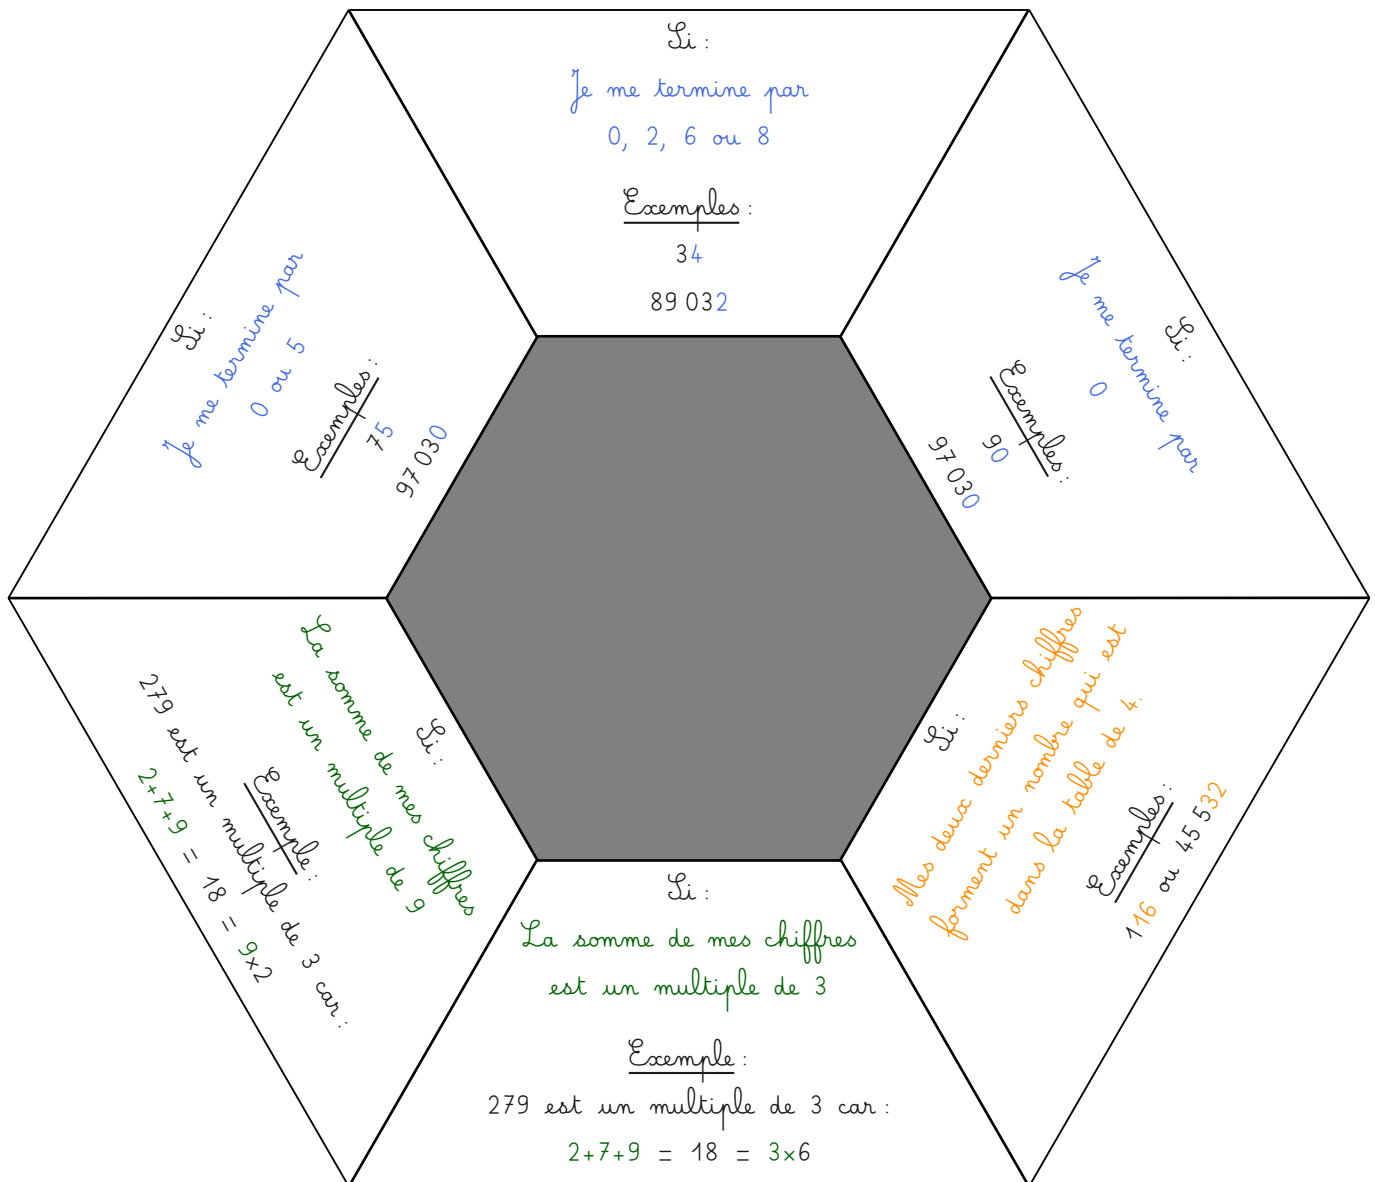 Si :
Je me termine par
0, 2, 6 ou 8
Exemples :
34
89 032
Si :
Je me termine par
0
Exemples :
90
97 030
Si :
Mes deux derniers chiffres
forment un nombre qui est
dans la table de 4.
Exemples :
116 ou 45 532
Si :
La somme de mes chiffres
est un multiple de 3
Exemple :
279 est un multiple de 3 car :
2+7+9 = 18 = 3×6
Si :
La somme de mes chiffres
est un multiple de 9
Exemple :
279 est un multiple de 3 car :
2+7+9 = 18 = 9×2
Si :
Je me termine par
0 ou 5
Exemples :
75
97 030